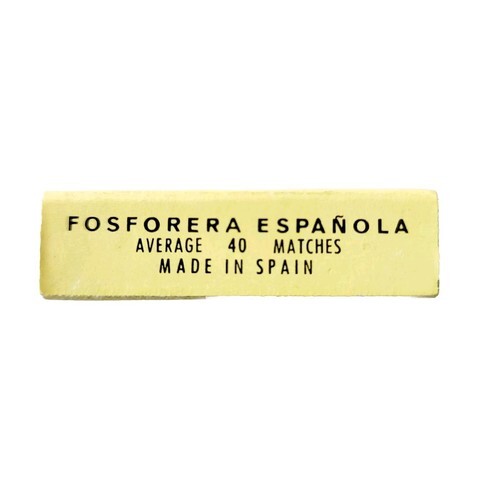 FOSFORERA ESPAÑOLA
AVERAGE 40 MATCHES
MADE IN SPAIN